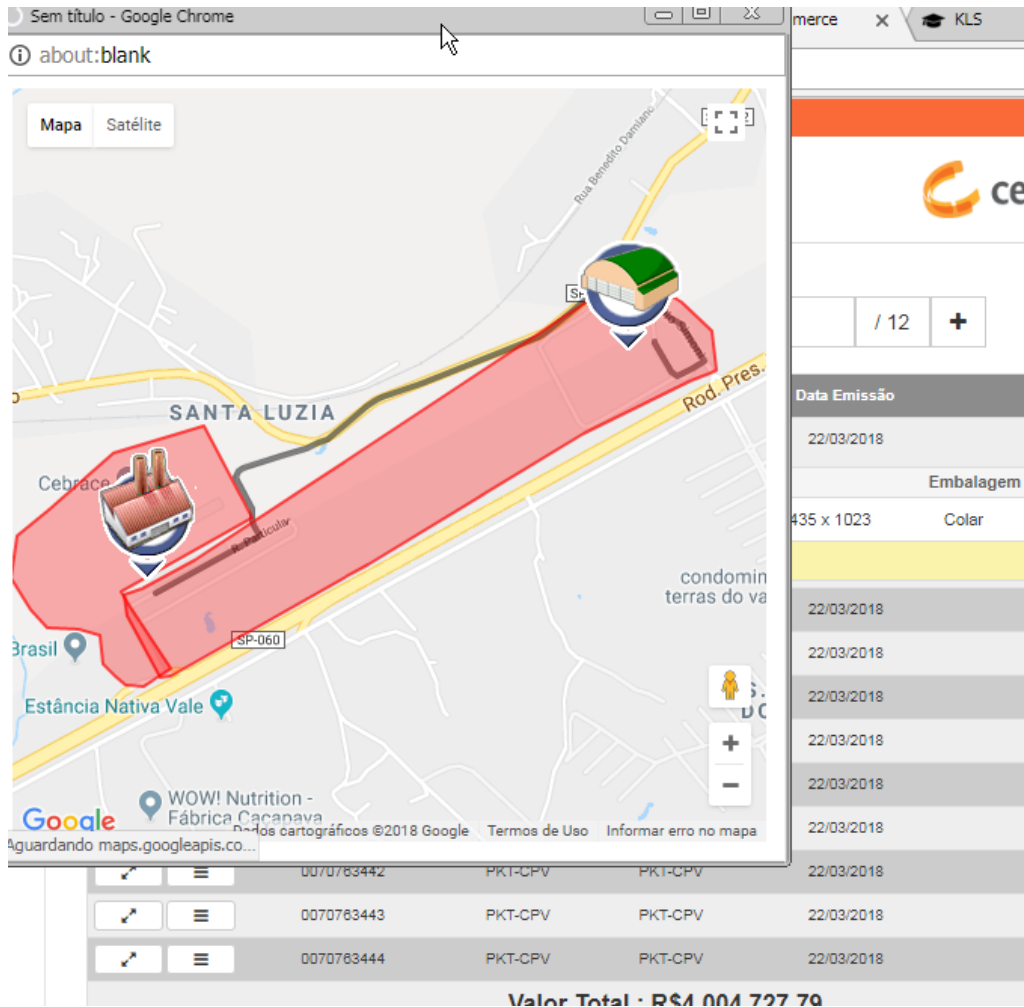 Sem título - Google Chrome
merce
KLS
about:blank
Mapa
Satélite
Rua Benedito Damiano
ce
/ 12
SANTA LUZIA
Rod. Pres.
Data Emissão
22/03/2018
Cebrace
Embalagem
435 x 1023
Colar
R. Particular
condomin
terras do va
22/03/2018
SP-060
Brasil
22/03/2018
Estância Nativa Vale
S.
DO
22/03/2018
22/03/2018
22/03/2018
WOW! Nutrition -
Fábrica Caçapava
22/03/2018
Google
Dados cartográficos ©2018 Google
Termos de Uso
Informar erro no mapa
Aguardando maps.googleapis.co...
0070763442
PKT-CPV
PKT-CPV
22/03/2018
0070763443
PKT-CPV
PKT-CPV
22/03/2018
0070763444
PKT-CPV
PKT-CPV
22/03/2018
Valor Total : R$4.004.727,79